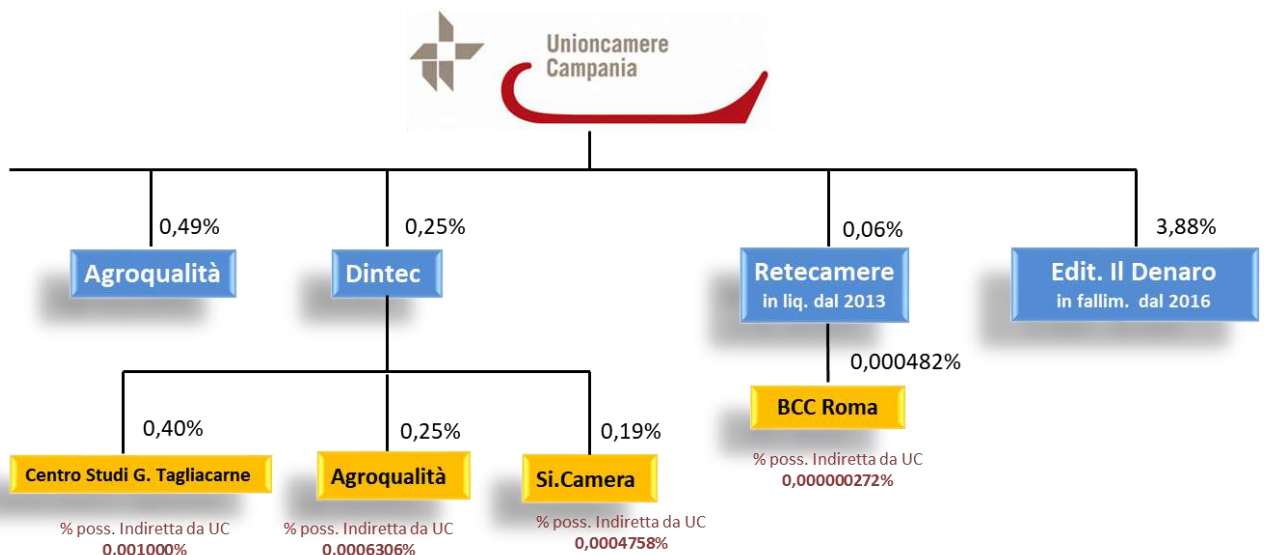 Unioncamere
Campania
0,49%
0,25%
0,06%
3,88%
Agroqualità
Dintec
Retecamere
in liq. dal 2013
Edit. Il Denaro
in fallim. dal 2016
0,000482%
BCC Roma
0,40%
0,25%
0,19%
Centro Studi G. Tagliacarne
Agroqualità
Si.Camera
% poss. Indiretta da UC
0,000000272%
% poss. Indiretta da UC
0,001000%
% poss. Indiretta da UC
0,0006306%
% poss. Indiretta da UC
0,0004758%